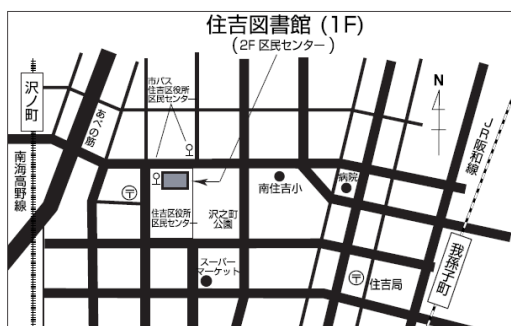 住吉図書館 (1F)
(2F 区民センター)
市バス
住吉区役所
区民センター
N
沢ノ町
あべの筋
JR阪和線
南海高野線
南住吉小
病院
住吉区役所
区民センター
沢之町
公園
我孫子町
スーパー
マーケット
〒
住吉局
〒